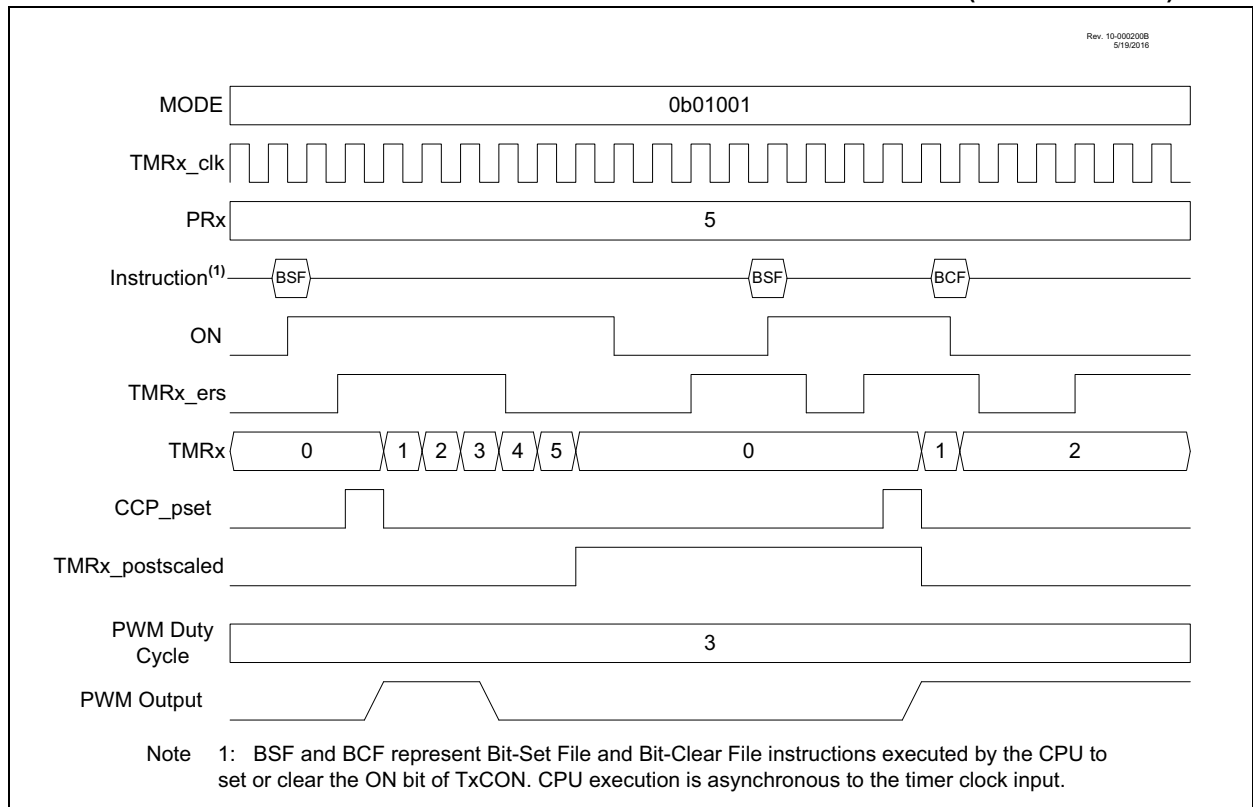 Rev. 10-000200B
5/19/2016
MODE 0b01001
TMRx_clk
PRx 5
Instruction(1) BSF BSF BCF
ON
TMRx_ers
TMRx 0 1 2 3 4 5 0 1 2
CCP_pset
TMRx_postscaled
PWM Duty
Cycle 3
PWM Output
Note 1: BSF and BCF represent Bit-Set File and Bit-Clear File instructions executed by the CPU to
set or clear the ON bit of TxCON. CPU execution is asynchronous to the timer clock input.